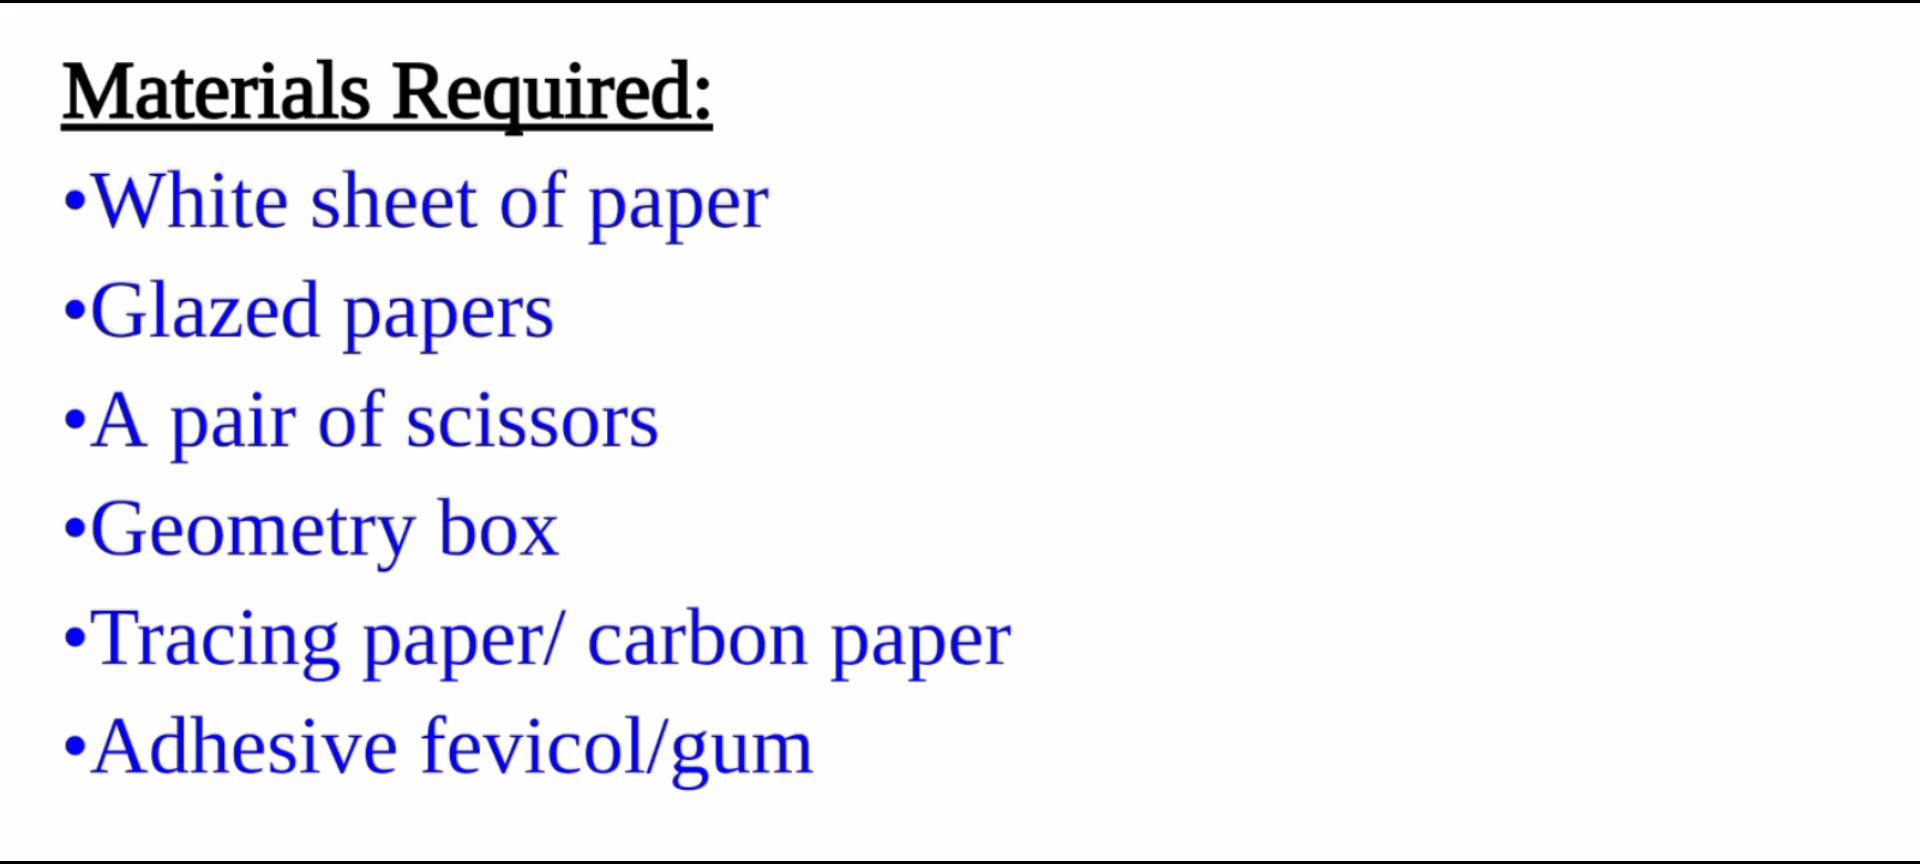 Materials Required:
•White sheet of paper
•Glazed papers
•A pair of scissors
•Geometry box
•Tracing paper/ carbon paper
•Adhesive fevicol/gum